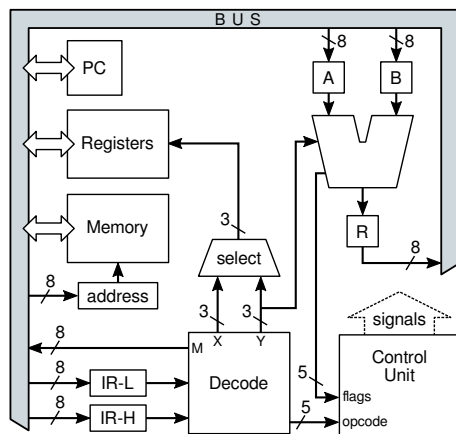 BUS
8 8
PC A B
Registers
3 R
Memory 8
select
8 address
3 3 signals
8 M X Y
Control
Unit
8 IR-L Decode 5 flags
8 IR-H 5 opcode